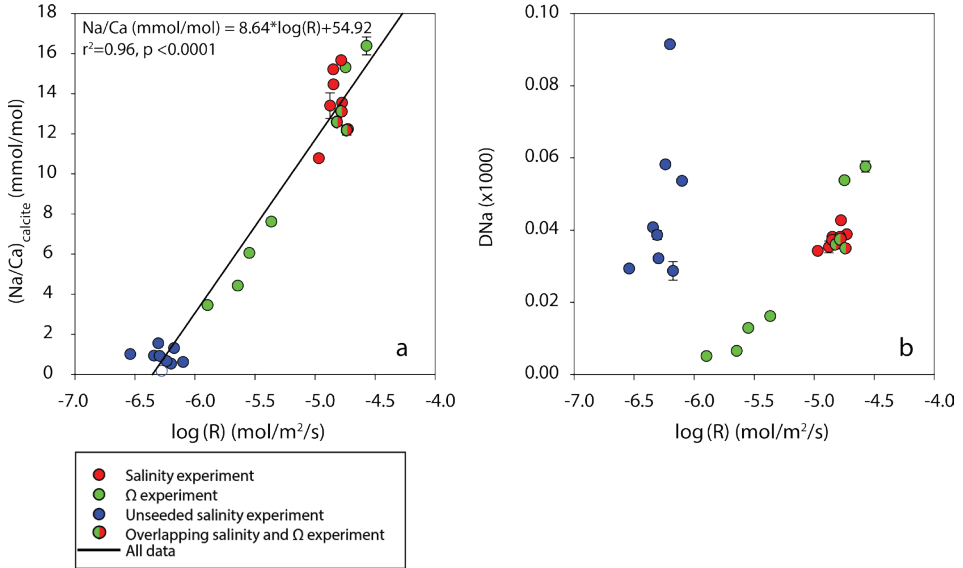 Na/Ca (mmol/mol) = 8.64*log(R)+54.92
r²=0.96, p <0.0001
(Na/Ca)calcite (mmol/mol)
18
16
14
12
10
8
6
4
2
0
a
-7.0 -6.5 -6.0 -5.5 -5.0 -4.5 -4.0
log (R) (mol/m²/s)
DNa (x1000)
0.10
0.08
0.06
0.04
0.02
0.00
b
-7.0 -6.5 -6.0 -5.5 -5.0 -4.5 -4.0
log (R) (mol/m²/s)
Salinity experiment
Ω experiment
Unseeded salinity experiment
Overlapping salinity and Ω experiment
All data